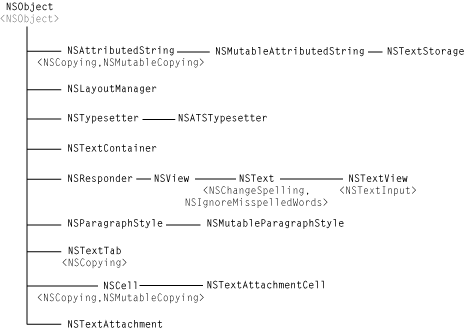 NSObject
<NSObject>
NSAttributedString NSMutableAttributedString NSTextStorage
<NSCopying,NSMutableCopying>
NSLayoutManager
NSTypesetter NSATSTypesetter
NSTextContainer
NSResponder NSView NSText NSTextView
<NSChangeSpelling, <NSTextInput>
NSIgnoreMisspelledWords>
NSParagraphStyle NSMutableParagraphStyle
NSTextTab
<NSCopying>
NSCell NSTextAttachmentCell
<NSCopying,NSMutableCopying>
NSTextAttachment